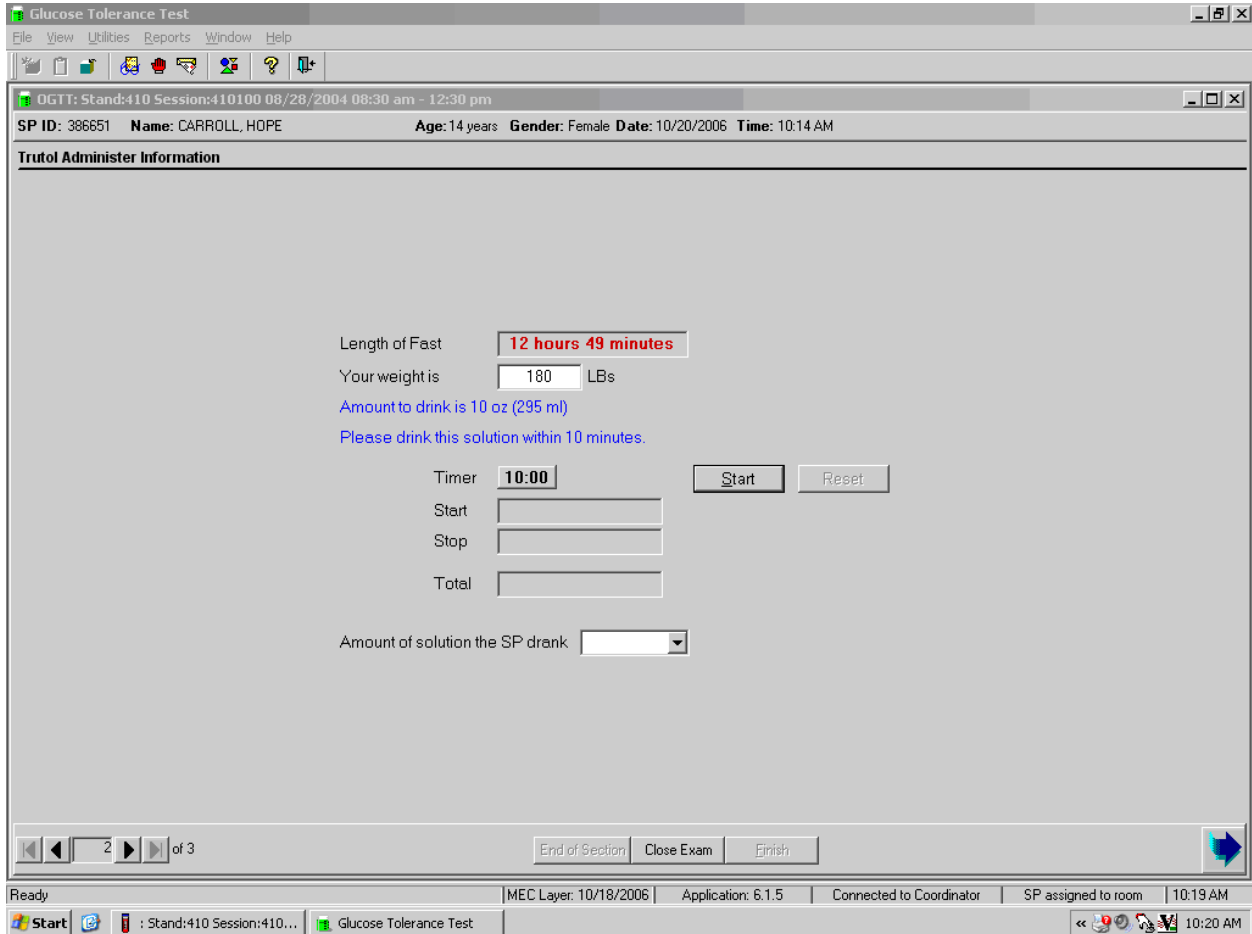 Glucose Tolerance Test
File View Utilities Reports Window Help
OGTT: Stand:410 Session:410100 08/28/2004 08:30 am - 12:30 pm
SP ID: 386651 Name: CARROLL, HOPE Age: 14 years Gender: Female Date: 10/20/2006 Time: 10:14 AM
Trutol Administer Information
Length of Fast 12 hours 49 minutes
Your weight is 180 LBs
Amount to drink is 10 oz (295 ml)
Please drink this solution within 10 minutes.
Timer 10:00 Start Reset
Start
Stop
Total
Amount of solution the SP drank
2 of 3 End of Section Close Exam Finish
Ready MEC Layer: 10/18/2006 Application: 6.1.5 Connected to Coordinator SP assigned to room 10:19 AM
Start : Stand:410 Session:410... Glucose Tolerance Test « 10:20 AM